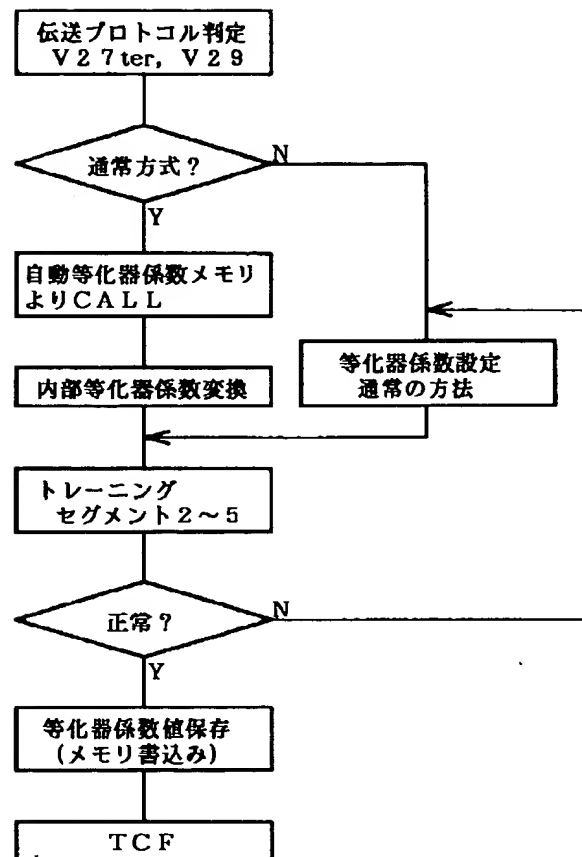 伝送プロトコル判定
V27ter, V29
通常方式?
N
Y
自動等化器係数メモリ
よりCALL
等化器係数設定
通常の方法
内部等化器係数変換
トレーニング
セグメント2~5
正常?
N
Y
等化器係数値保存
(メモリ書込み)
TCF